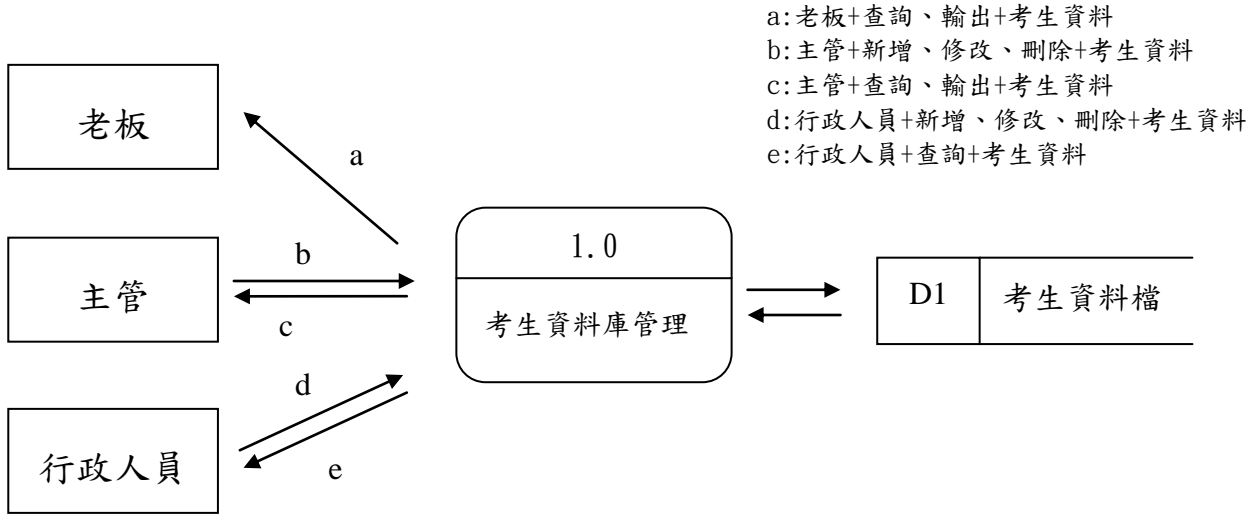 a:老板+查詢、輸出+考生資料
b:主管+新增、修改、刪除+考生資料
c:主管+查詢、輸出+考生資料
d:行政人員+新增、修改、刪除+考生資料
e:行政人員+查詢+考生資料
老板
a
主管
b
c
1.0
考生資料庫管理
D1
考生資料檔
行政人員
d
e